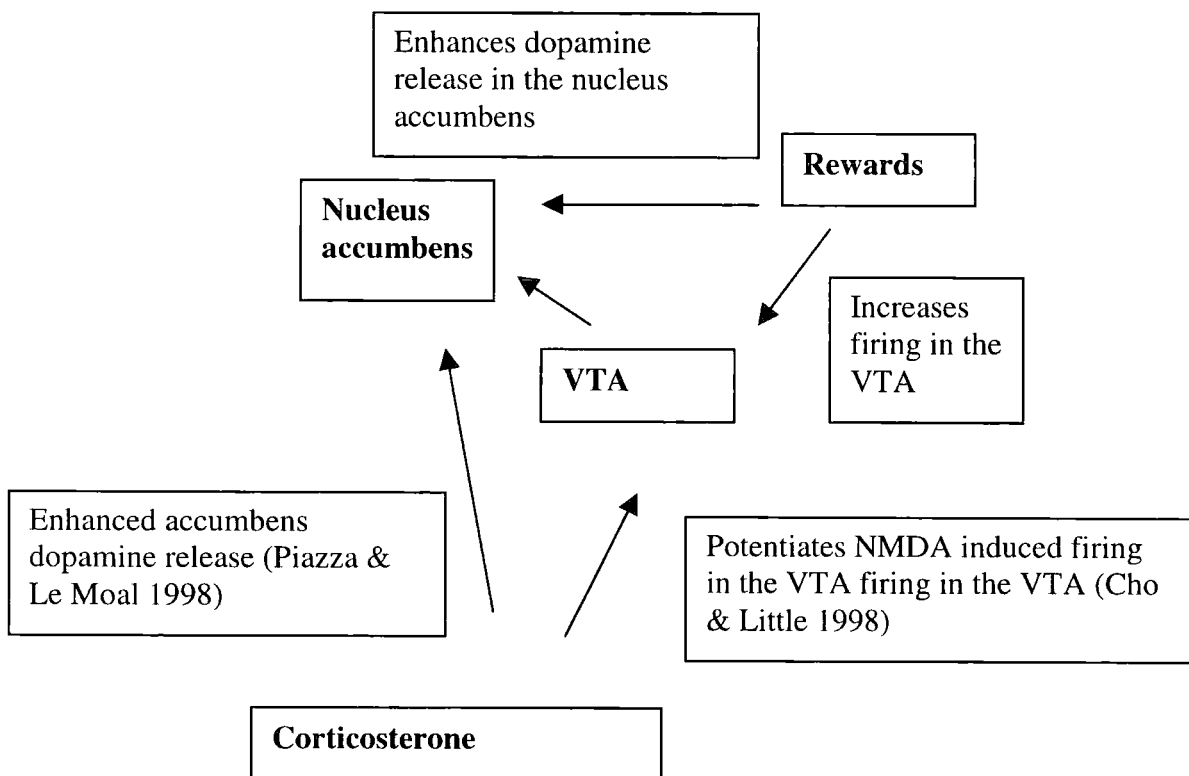 Enhances dopamine
release in the nucleus
accumbens
Rewards
Nucleus
accumbens
Increases
firing in the
VTA
VTA
Enhanced accumbens
dopamine release (Piazza &
Le Moal 1998)
Potentiates NMDA induced firing
in the VTA firing in the VTA (Cho
& Little 1998)
Corticosterone